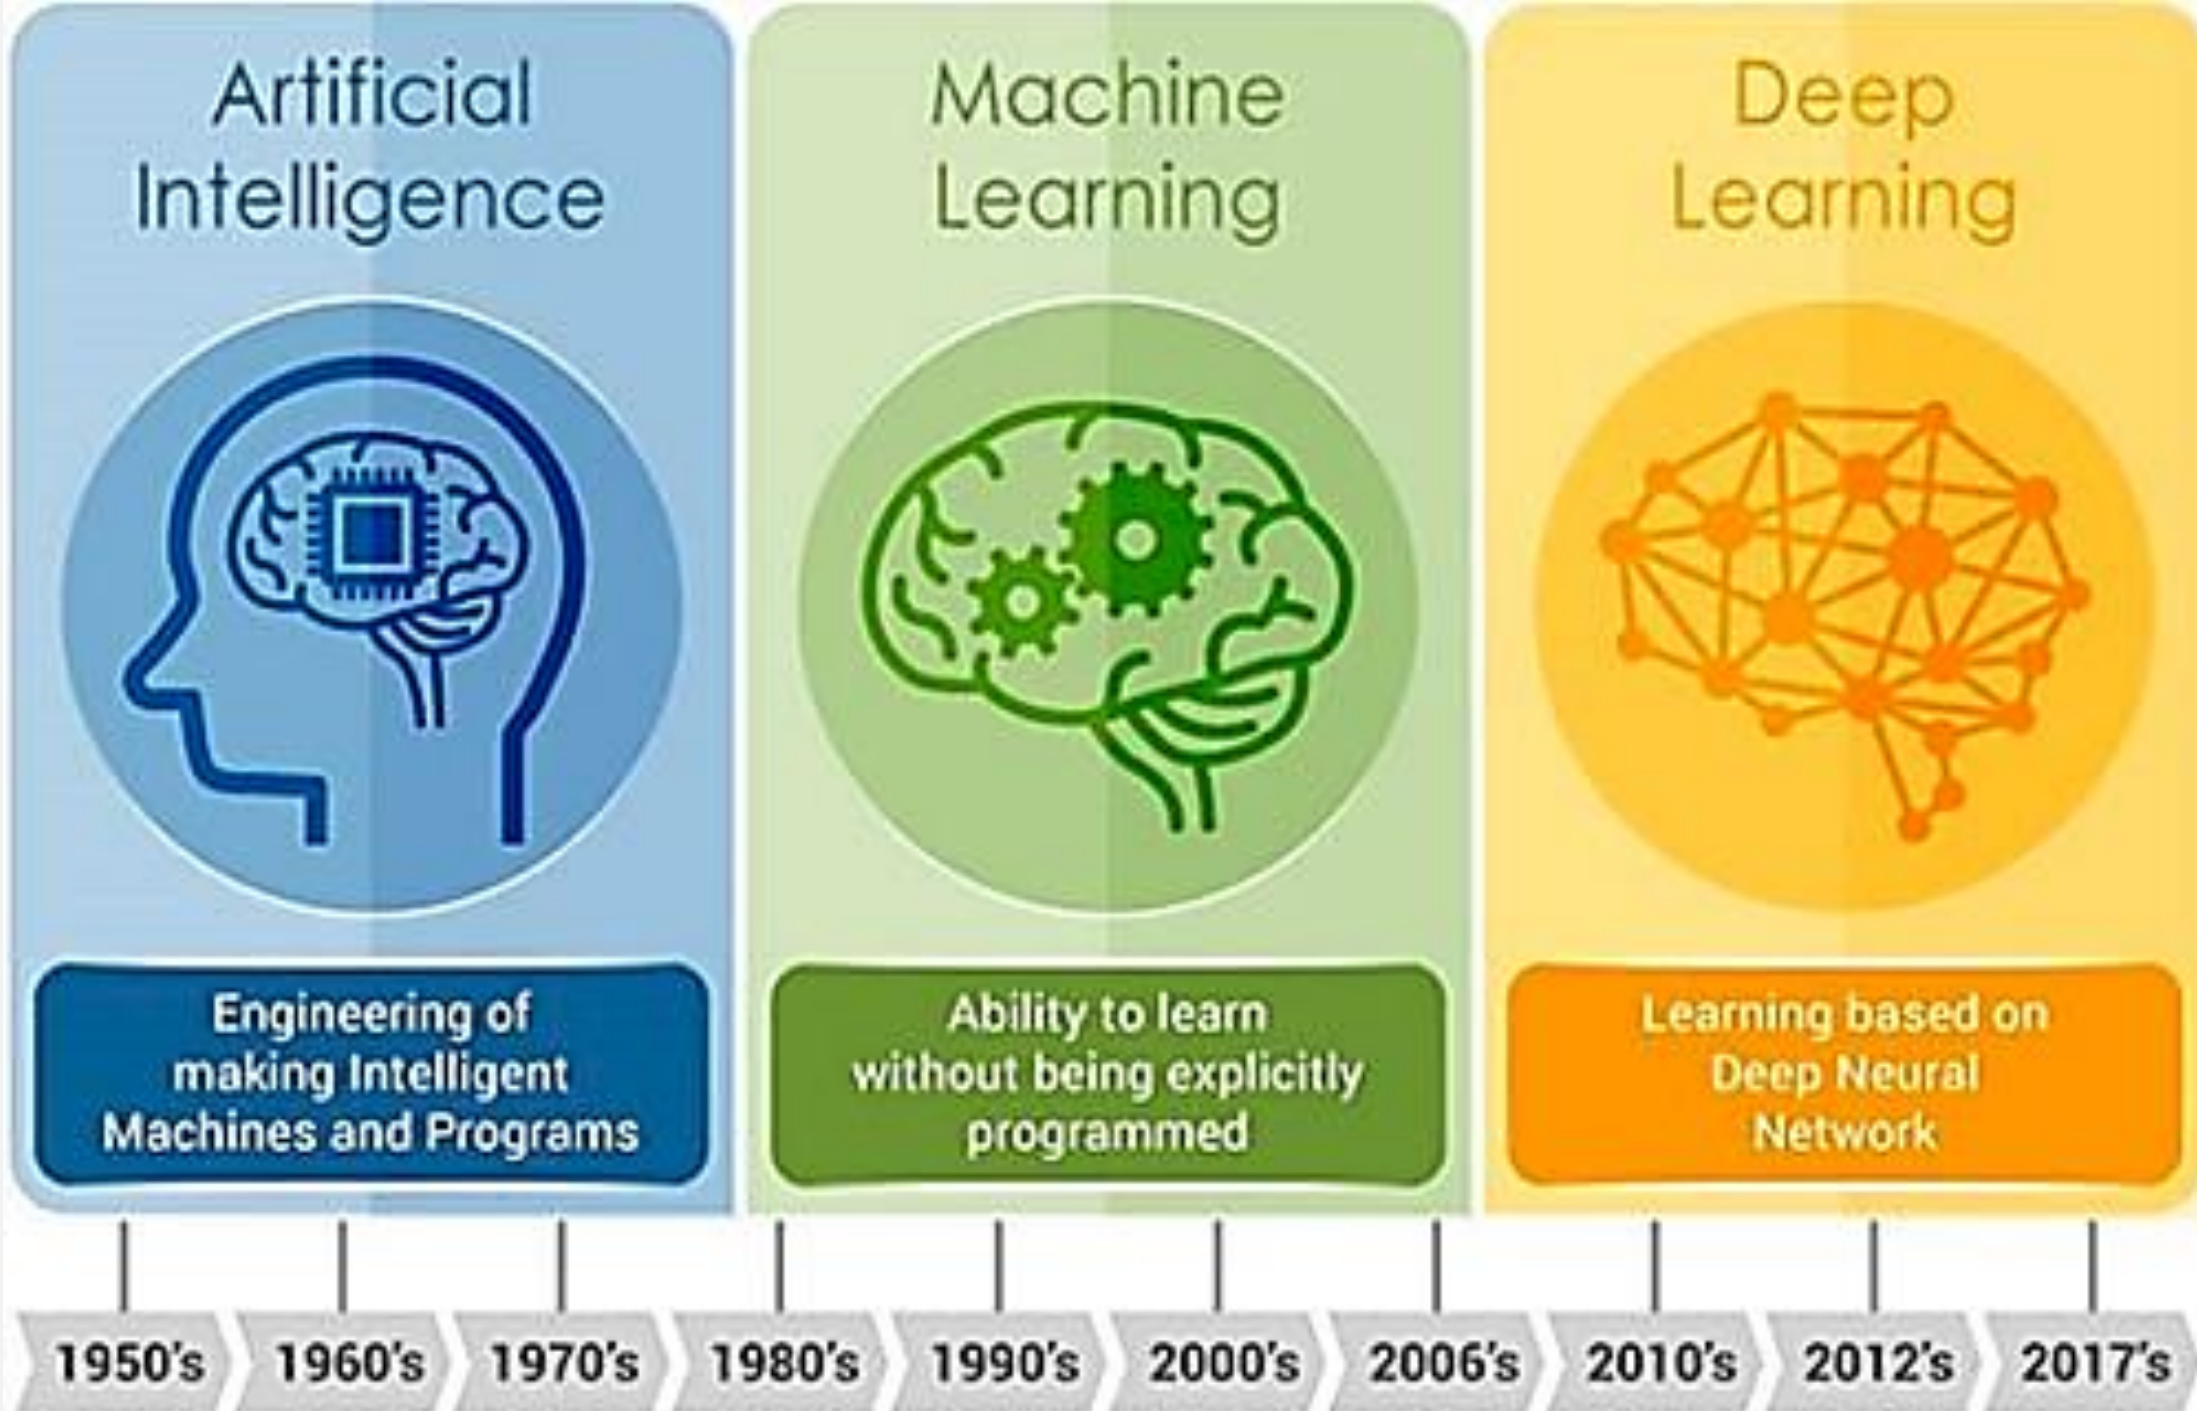 Artificial
Intelligence
Machine
Learning
Deep
Learning
Engineering of
making Intelligent
Machines and Programs
Ability to learn
without being explicitly
programmed
Learning based on
Deep Neural
Network
1950's
1960's
1970's
1980's
1990's
2000's
2006's
2010's
2012's
2017's